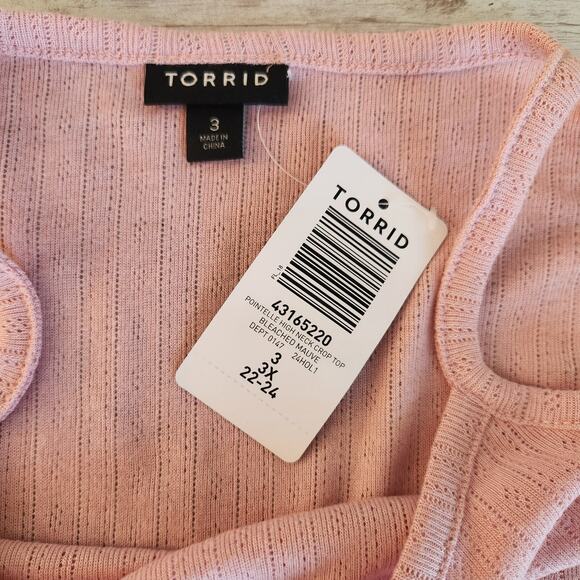 TORRID
3
MADE IN
CHINA
TORRID
43165220
POINTELLE HIGH NECK CROP TOP
BLEACHED MAUVE
DEPT 0147 24HOL1
3
3X
22-24